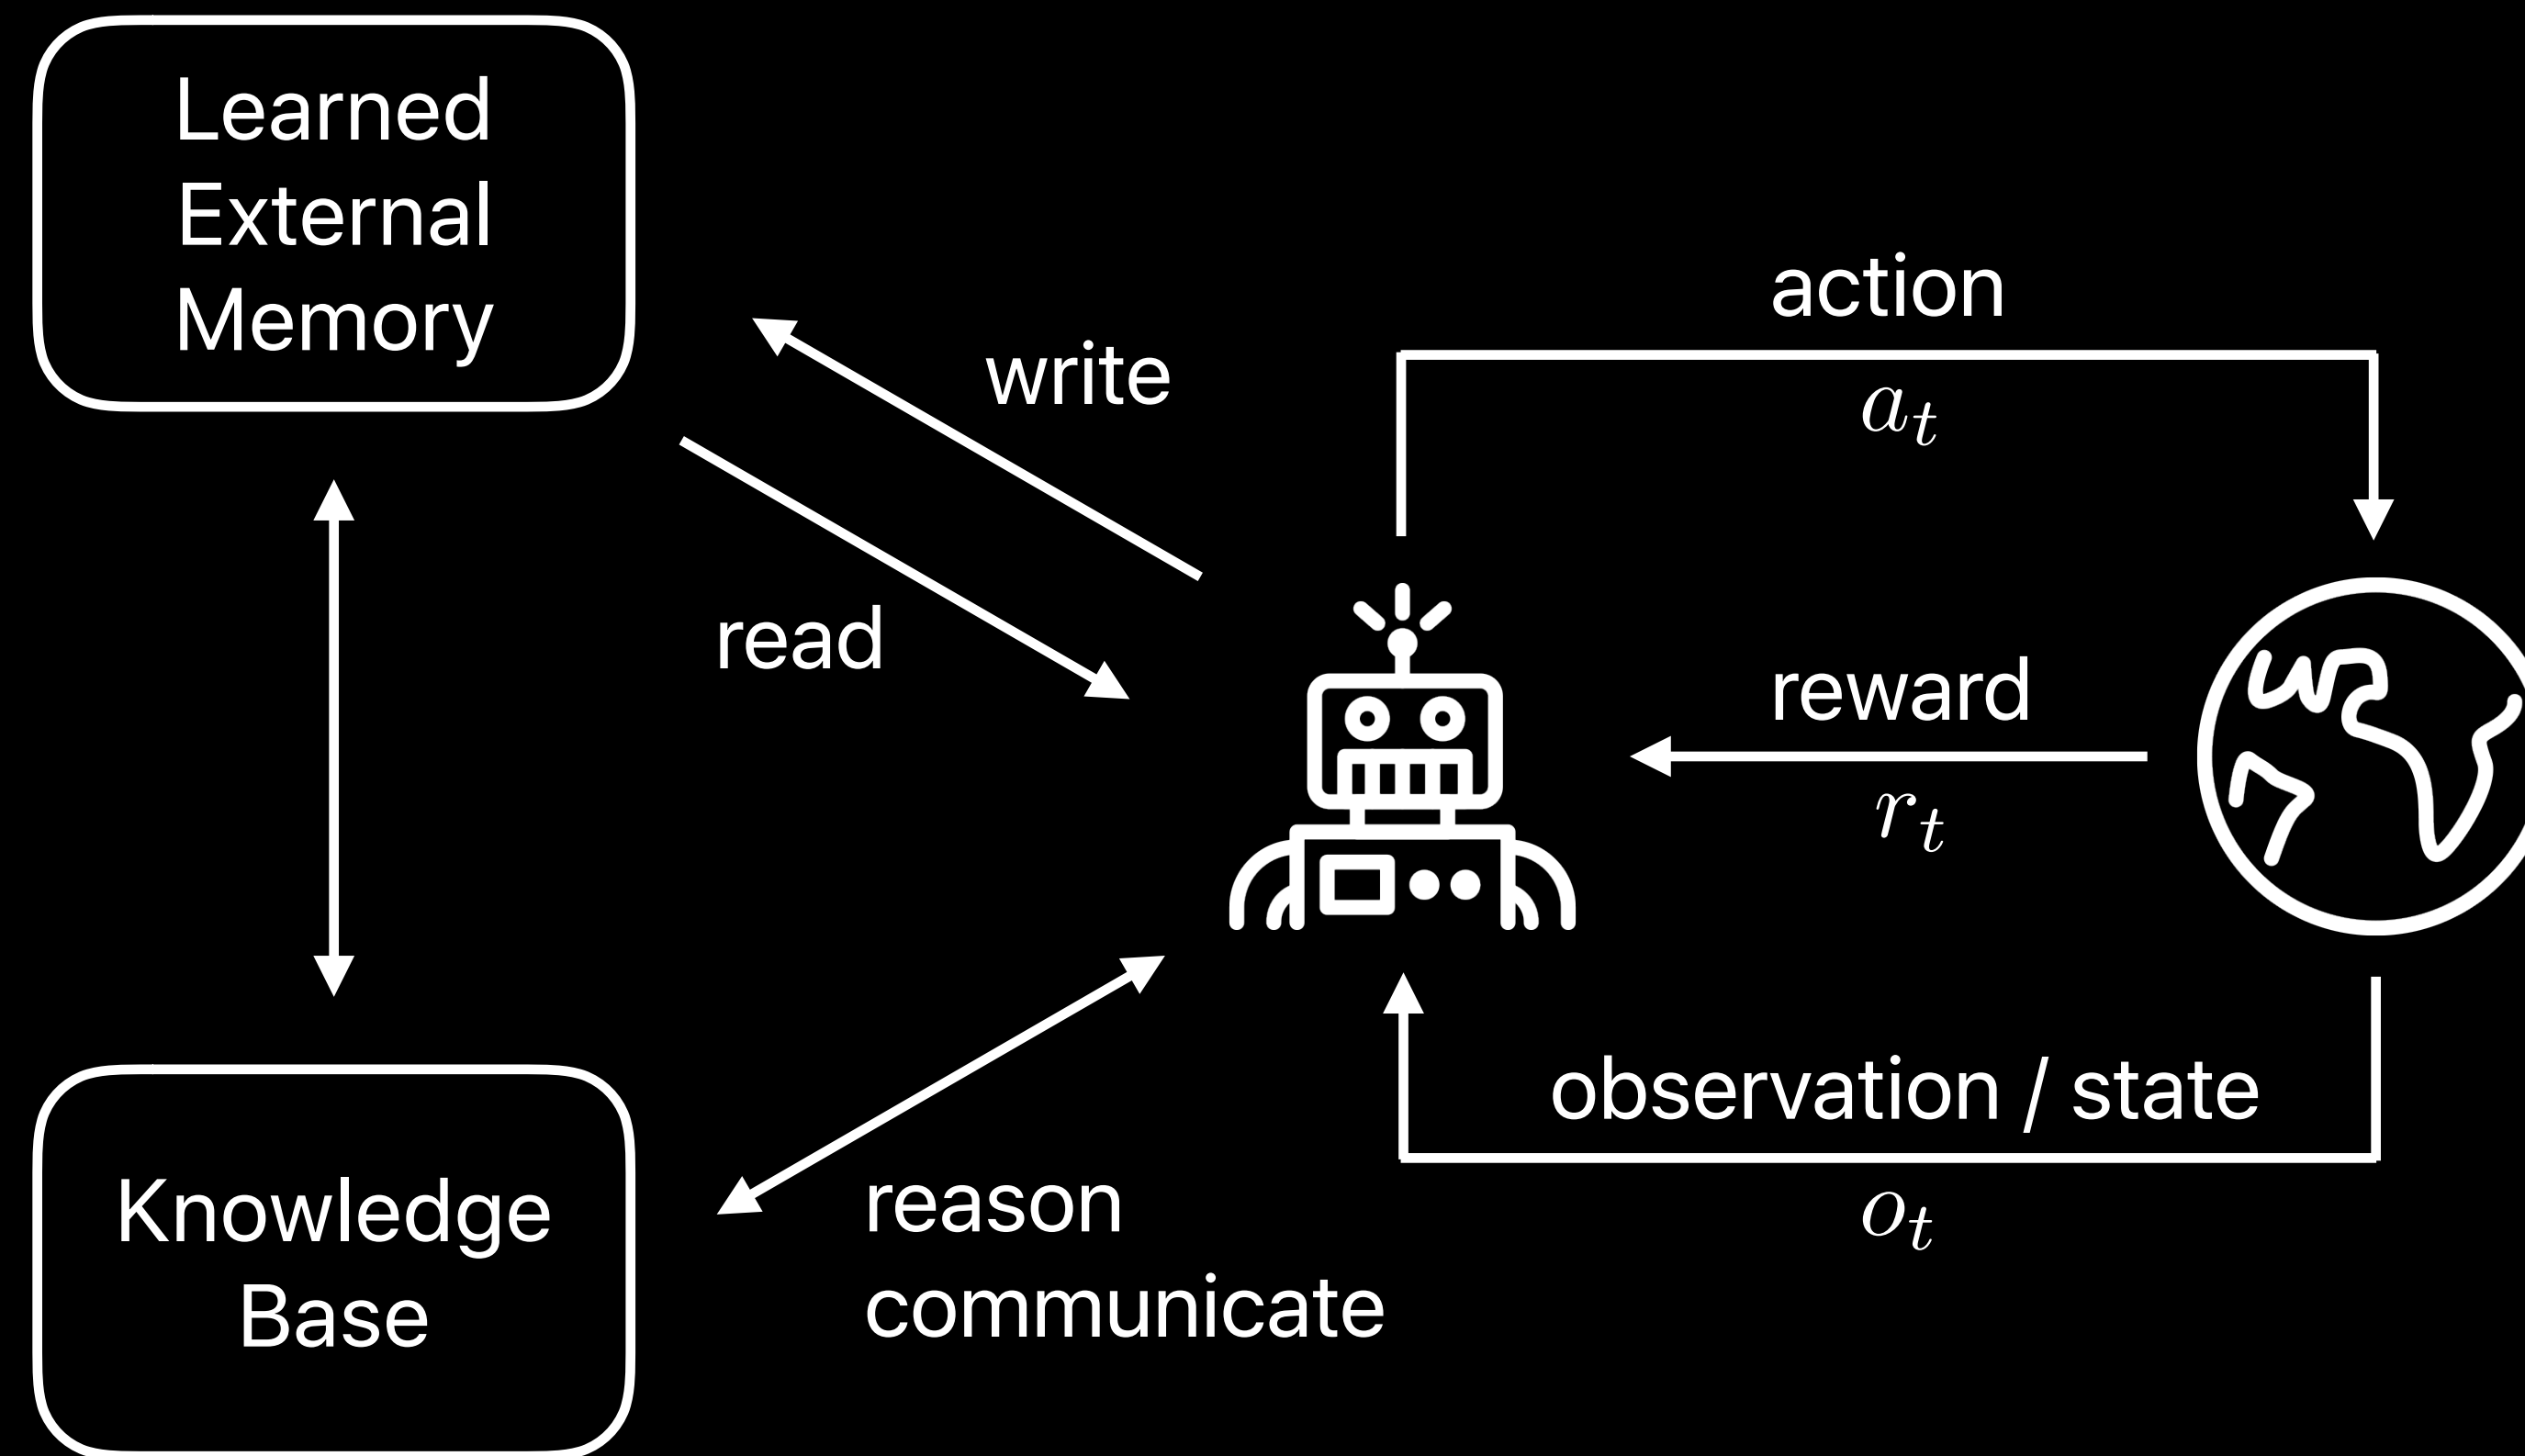 Learned
External
Memory
action
a_t
write
read
reward
r_t
observation / state
o_t
Knowledge
Base
reason
communicate